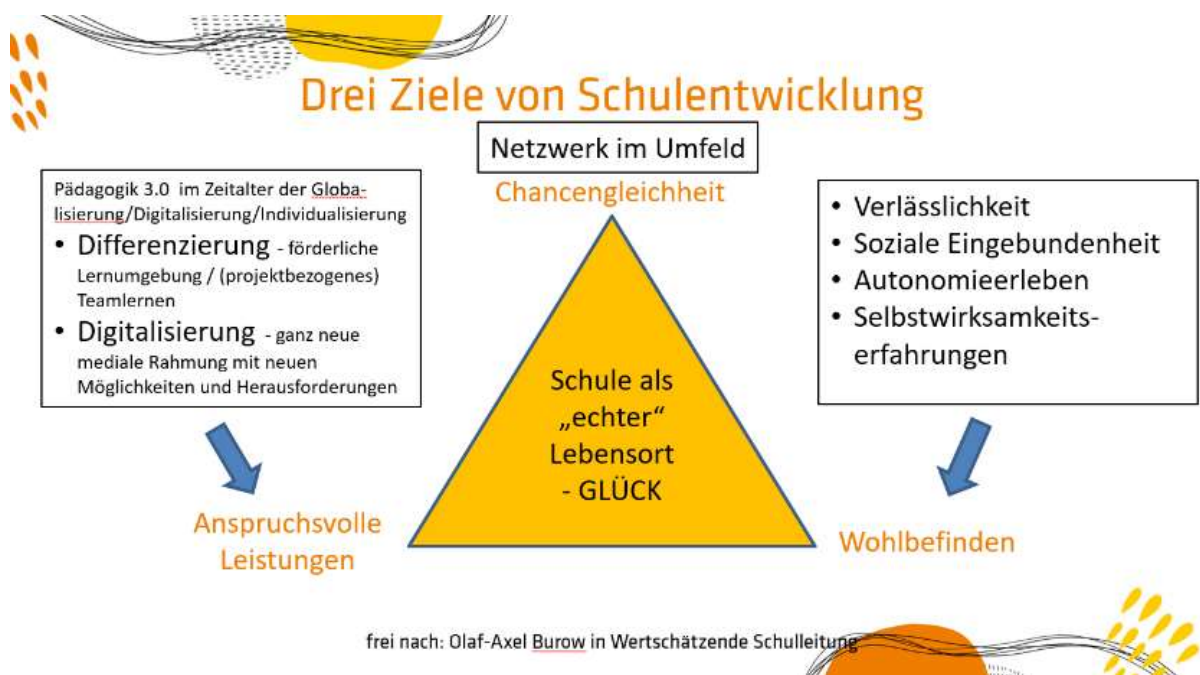 Drei Ziele von Schulentwicklung
Netzwerk im Umfeld
Chancengleichheit
Pädagogik 3.0 im Zeitalter der Globa-
lisierung/Digitalisierung/Individualisierung
• Differenzierung - förderliche
Lernumgebung / (projektbezogenes)
Teamlernen
• Digitalisierung - ganz neue
mediale Rahmung mit neuen
Möglichkeiten und Herausforderungen
• Verlässlichkeit
• Soziale Eingebundenheit
• Autonomieerleben
• Selbstwirksamkeits-
erfahrungen
Schule als
„echter“
Lebensort
- GLÜCK
Anspruchsvolle
Leistungen
Wohlbefinden
frei nach: Olaf-Axel Burow in Wertschätzende Schulleitung